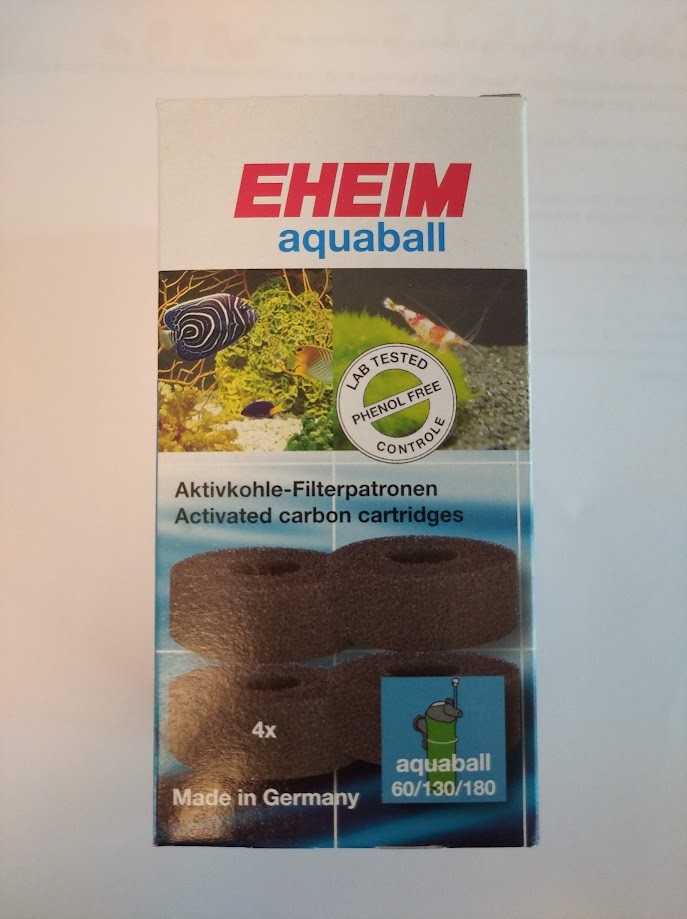 EHEIM
aquaball
LAB TESTED
PHENOL FREE
CONTROLE
Aktivkohle-Filterpatronen
Activated carbon cartridges
4x
aquaball
60/130/180
Made in Germany